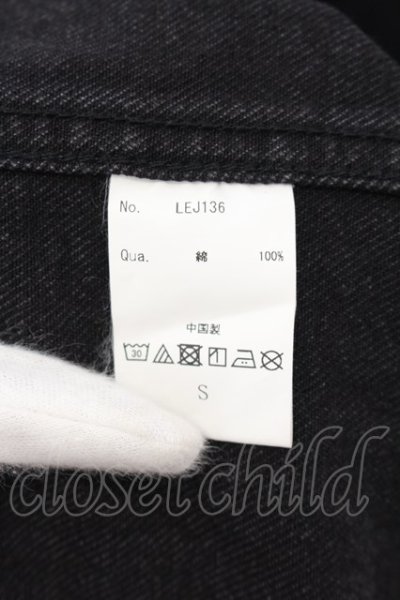 No. LEJ136
Qua. 綿 100%
中国製
30
S
closet child